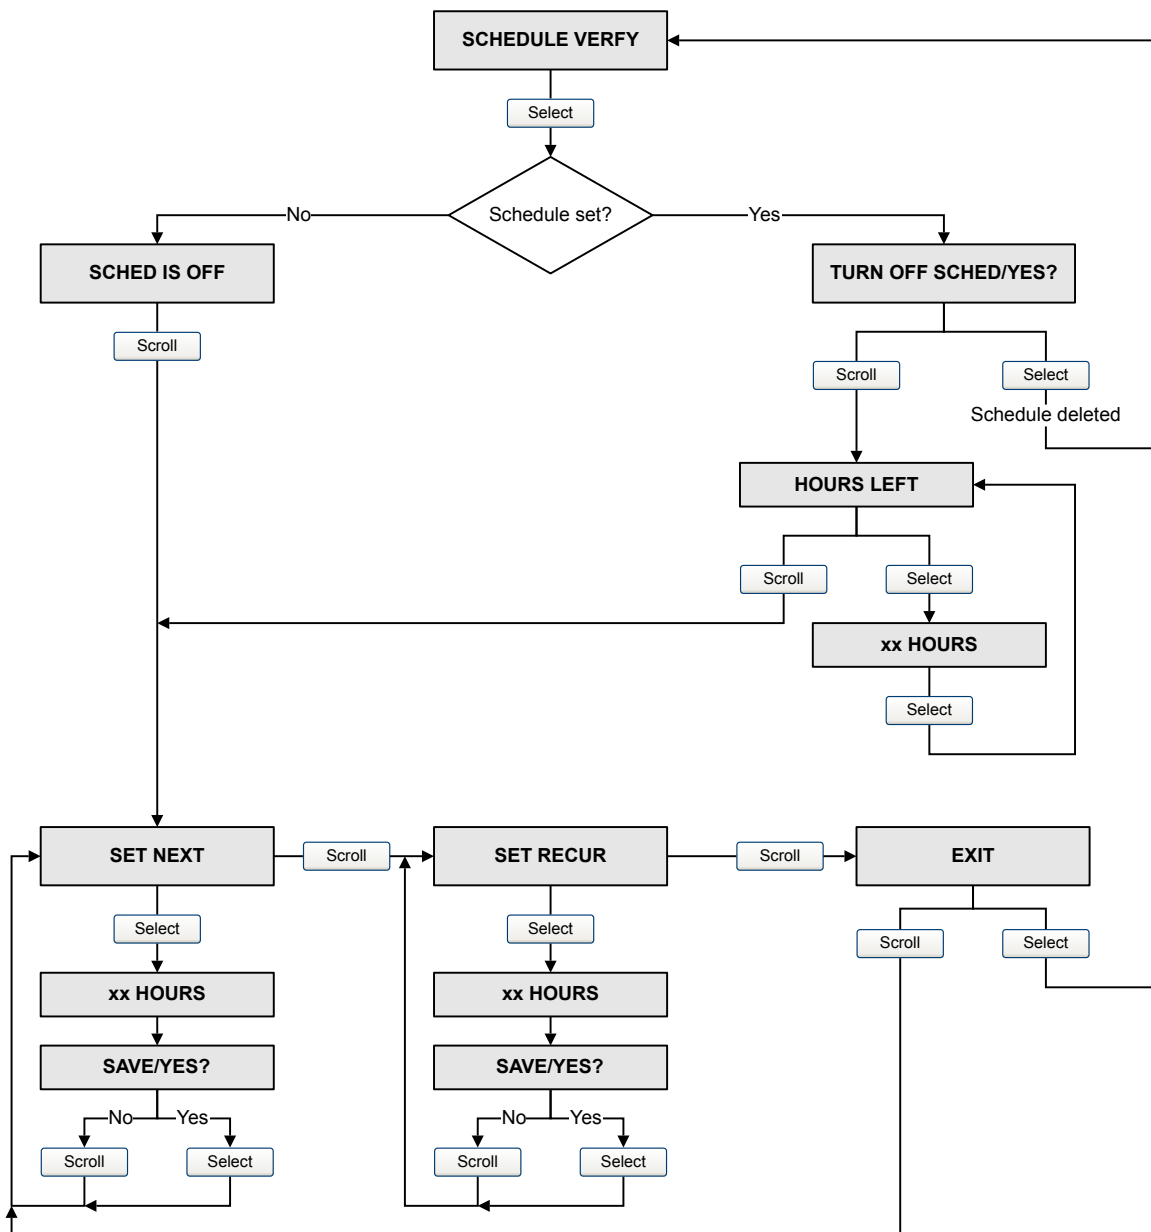 SCHEDULE VERFY
Select
No
Schedule set?
Yes
SCHED IS OFF
TURN OFF SCHED/YES?
Scroll
Scroll
Select
Schedule deleted
HOURS LEFT
Scroll
Select
xx HOURS
Select
SET NEXT
Scroll
SET RECUR
Scroll
EXIT
Select
Select
Scroll
Select
xx HOURS
xx HOURS
SAVE/YES?
SAVE/YES?
No
Yes
No
Yes
Scroll
Select
Scroll
Select